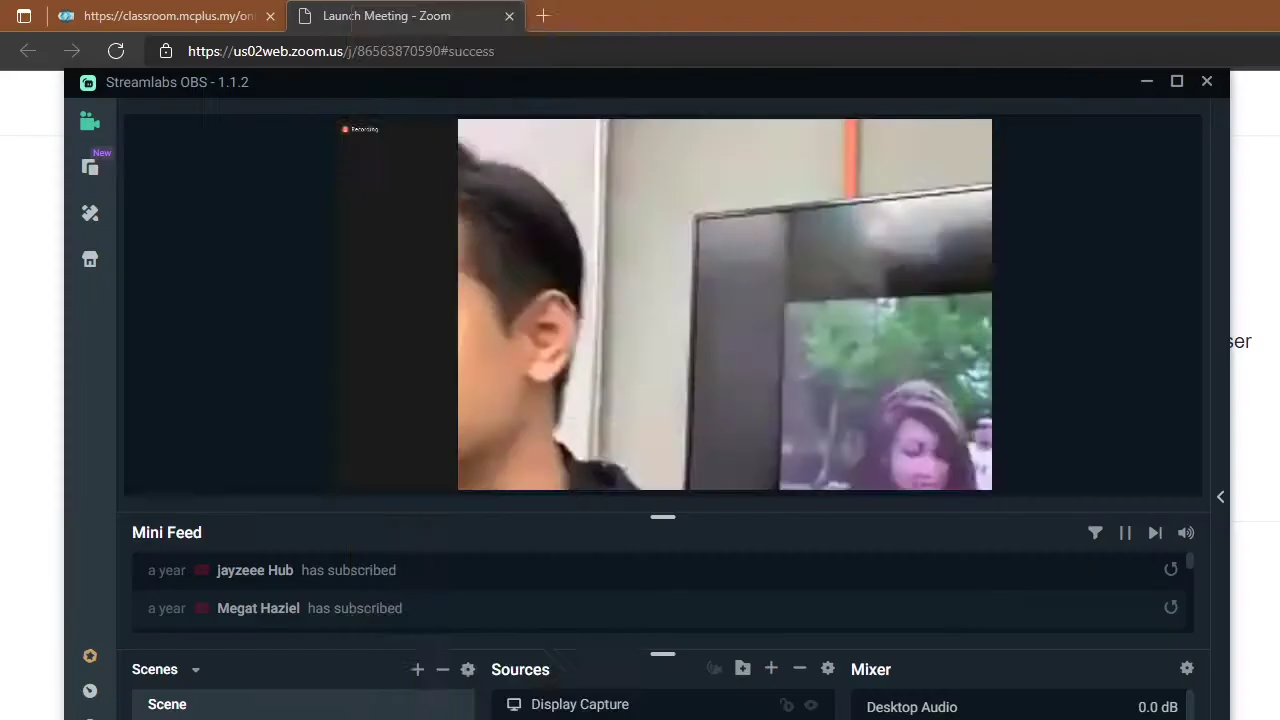 https://classroom.mcplus.my/on
Launch Meeting - Zoom
https://us02web.zoom.us/j/86563870590#success
Streamlabs OBS - 1.1.2
Recording
New
ser
Mini Feed
a year jayzeee Hub has subscribed
a year Megat Haziel has subscribed
Scenes
Sources
Mixer
Scene
Display Capture
Desktop Audio 0.0 dB